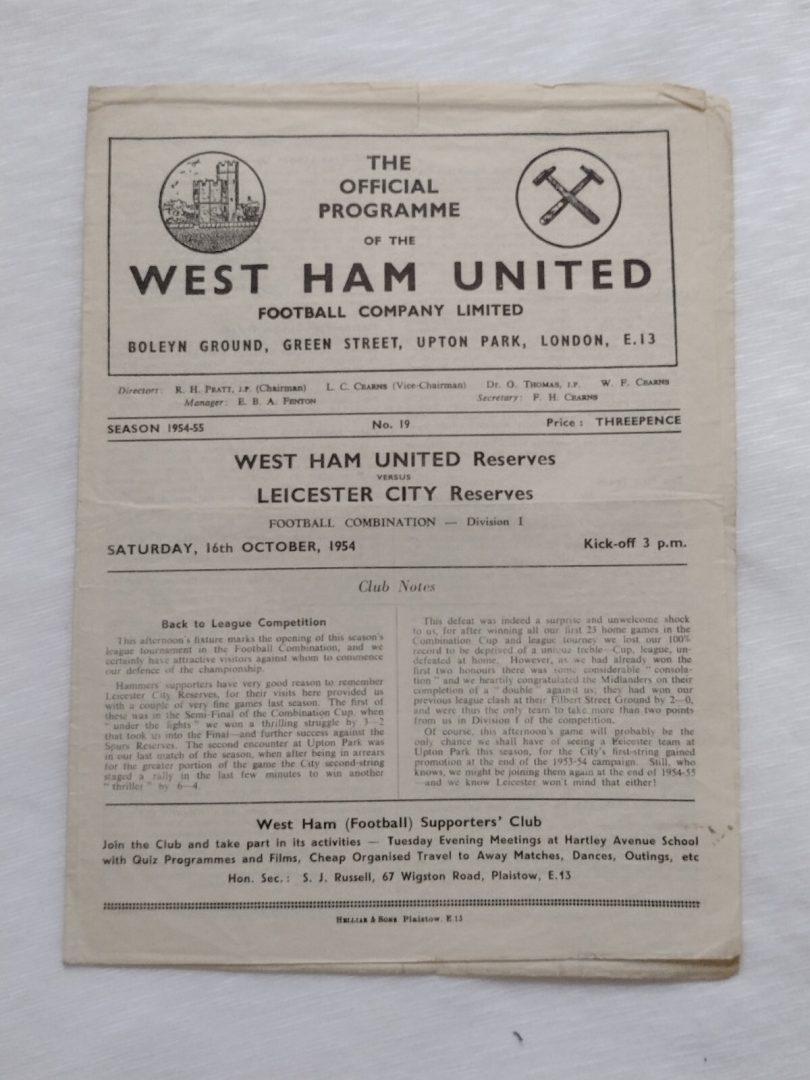 THE
OFFICIAL
PROGRAMME
OF THE
WEST HAM UNITED
FOOTBALL COMPANY LIMITED
BOLEYN GROUND, GREEN STREET, UPTON PARK, LONDON, E.13
Directors: R. H. PRATT, J.P. (Chairman) L. C. CEARNS (Vice-Chairman) Dr. O. THOMAS, J.P. W. F. CEARNS
Manager: E. B. A. FENTON Secretary: F. H. CEARNS
SEASON 1954-55 No. 19 Price: THREEPENCE
WEST HAM UNITED Reserves
VERSUS
LEICESTER CITY Reserves
FOOTBALL COMBINATION — Division I
SATURDAY, 16th OCTOBER, 1954 Kick-off 3 p.m.
Club Notes
Back to League Competition
This afternoon's fixture marks the opening of this season's
league tournament in the Football Combination, and we
certainly have attractive visitors against whom to commence
our defence of the championship.
Hammers' supporters have very good reason to remember
Leicester City Reserves, for their visits here provided us
with a couple of very fine games last season. The first of
these was in the Semi-Final of the Combination Cup, when
"under the lights" we won a thrilling struggle by 3—2
that took us into the Final—and further success against the
Spurs Reserves. The second encounter at Upton Park was
in our last match of the season, when after being in arrears
for the greater portion of the game the City second-string
staged a rally in the last few minutes to win another
"thriller" by 6—4.
This defeat was indeed a surprise and unwelcome shock
to us, for after winning all our first 23 home games in the
Combination Cup and league tourney we lost our 100%
record to be deprived of a unique treble—Cup, league, un-
defeated at home. However, as we had already won the
first two honours there was some considerable "consola-
tion" and we heartily congratulated the Midlanders on their
completion of a "double" against us; they had won our
previous league clash at their Filbert Street Ground by 2—0,
and were thus the only team to take more than two points
from us in Division I of the competition.
Of course, this afternoon's game will probably be the
only chance we shall have of seeing a Leicester team at
Upton Park this season, for the City's first-string gained
promotion at the end of the 1953-54 campaign. Still, who
knows, we might be joining them again at the end of 1954-55
—and we know Leicester won't mind that either!
West Ham (Football) Supporters' Club
Join the Club and take part in its activities — Tuesday Evening Meetings at Hartley Avenue School
with Quiz Programmes and Films, Cheap Organised Travel to Away Matches, Dances, Outings, etc
Hon. Sec.: S. J. Russell, 67 Wigston Road, Plaistow, E.13
HELLIAR & SONS Plaistow, E 13